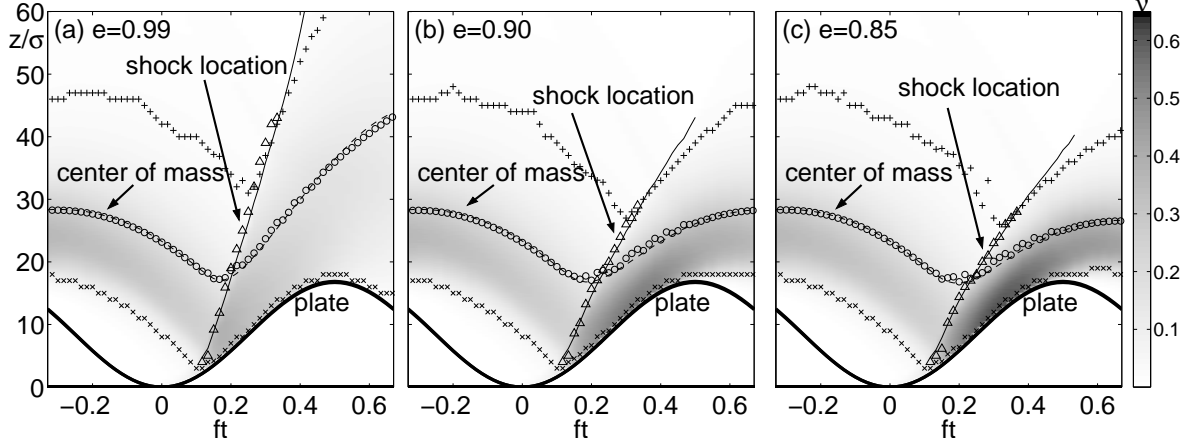 60
z/σ
50
40
30
20
10
0
(a) e=0.99
shock location
center of mass
plate
−0.2 0 0.2 0.4 0.6
ft
(b) e=0.90
shock location
center of mass
plate
−0.2 0 0.2 0.4 0.6
ft
(c) e=0.85
shock location
center of mass
plate
−0.2 0 0.2 0.4 0.6
ft
ν
0.6
0.5
0.4
0.3
0.2
0.1